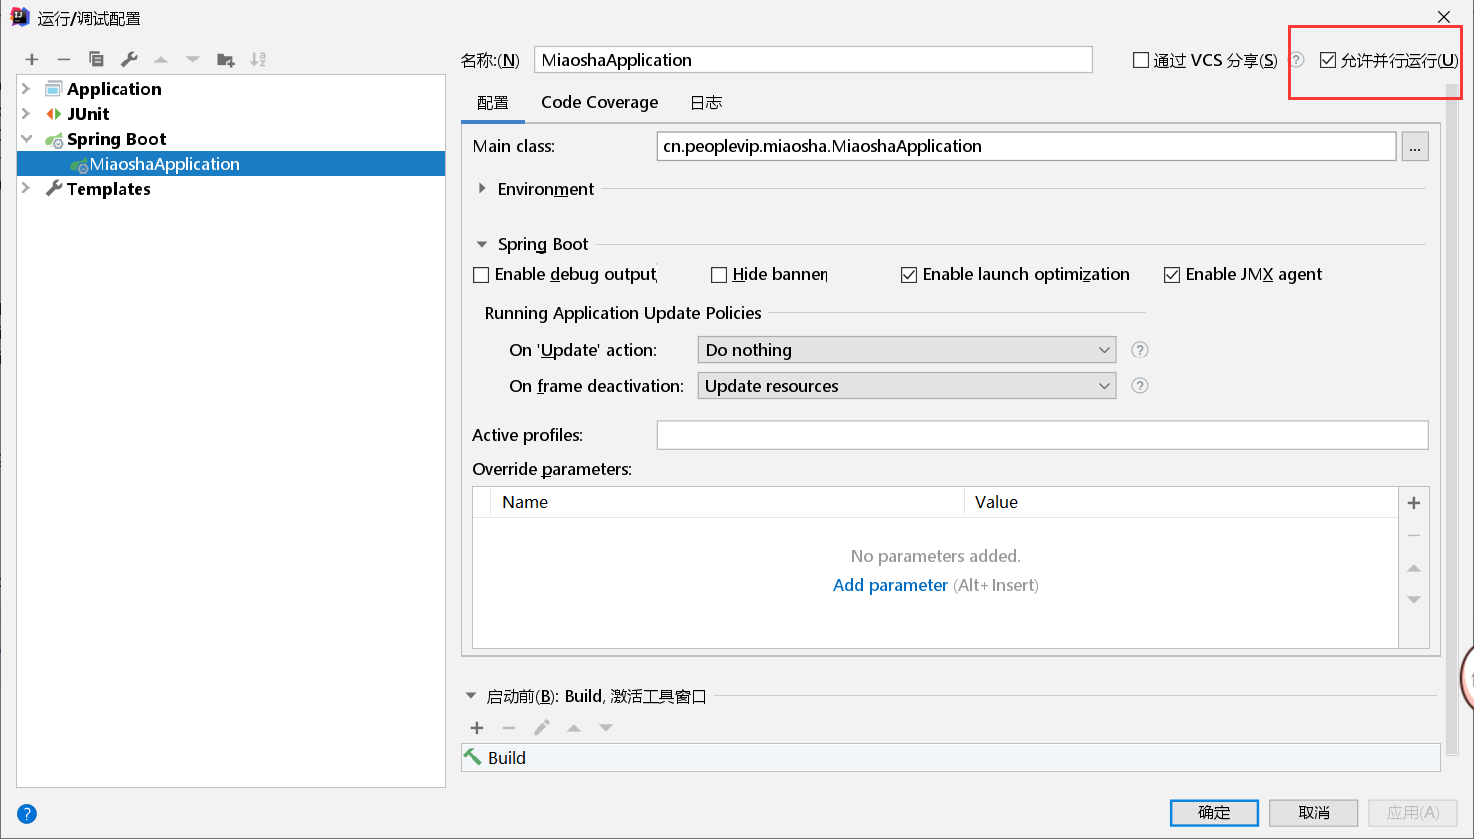 运行/调试配置
Application
JUnit
Spring Boot
MiaoshaApplication
Templates
名称:(N) MiaoshaApplication 通过 VCS 分享(S) ? 允许并行运行(U)
配置 Code Coverage 日志
Main class: cn.peoplevip.miaosha.MiaoshaApplication ...
Environment
Spring Boot
Enable debug output Hide banner Enable launch optimization Enable JMX agent
Running Application Update Policies
On 'Update' action: Do nothing ?
On frame deactivation: Update resources ?
Active profiles:
Override parameters:
Name Value
No parameters added.
Add parameter (Alt+Insert)
启动前(B): Build, 激活工具窗口
Build
? 确定 取消 应用(A)